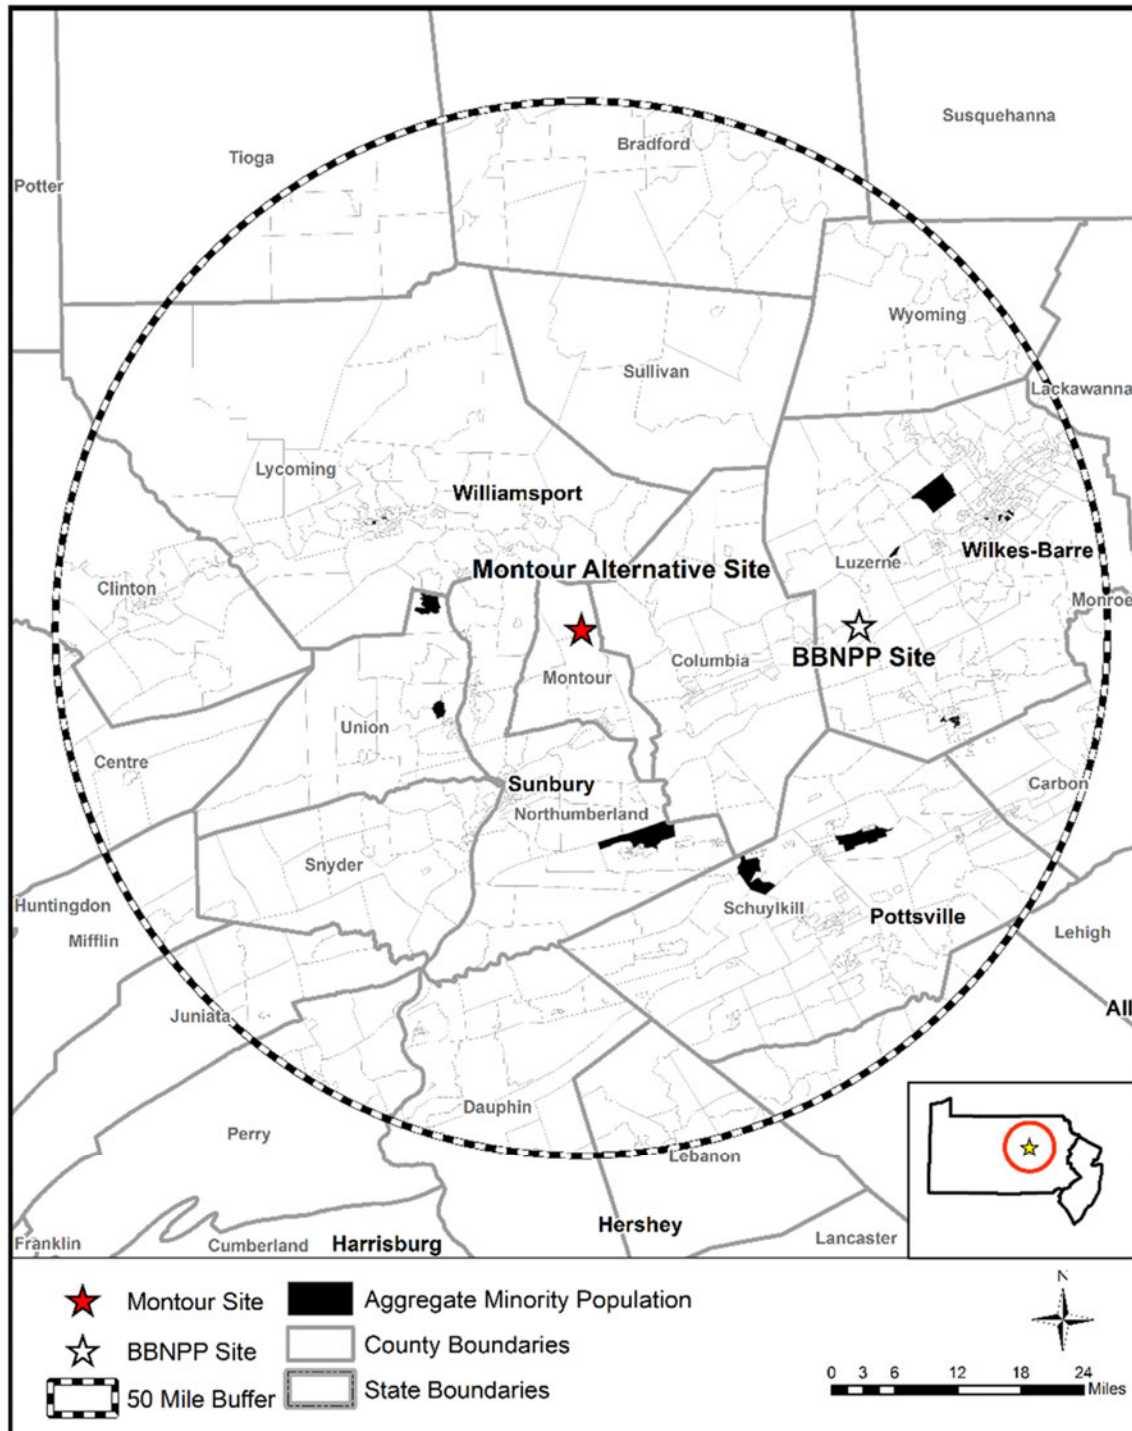 Susquehanna
Bradford
Tioga
Potter
Wyoming
Sullivan
Lackawanna
Lycoming
Williamsport
Wilkes-Barre
Luzerne
Montour Alternative Site
Clinton
Monroe
BBNPP Site
Columbia
Montour
Union
Centre
Sunbury
Carbon
Northumberland
Snyder
Huntingdon
Schuylkill
Pottsville
Mifflin
Lehigh
All
Juniata
Dauphin
Perry
Lebanon
Hershey
Franklin
Cumberland
Harrisburg
Lancaster
Montour Site
Aggregate Minority Population
N
BBNPP Site
County Boundaries
50 Mile Buffer
State Boundaries
0 3 6 12 18 24
Miles